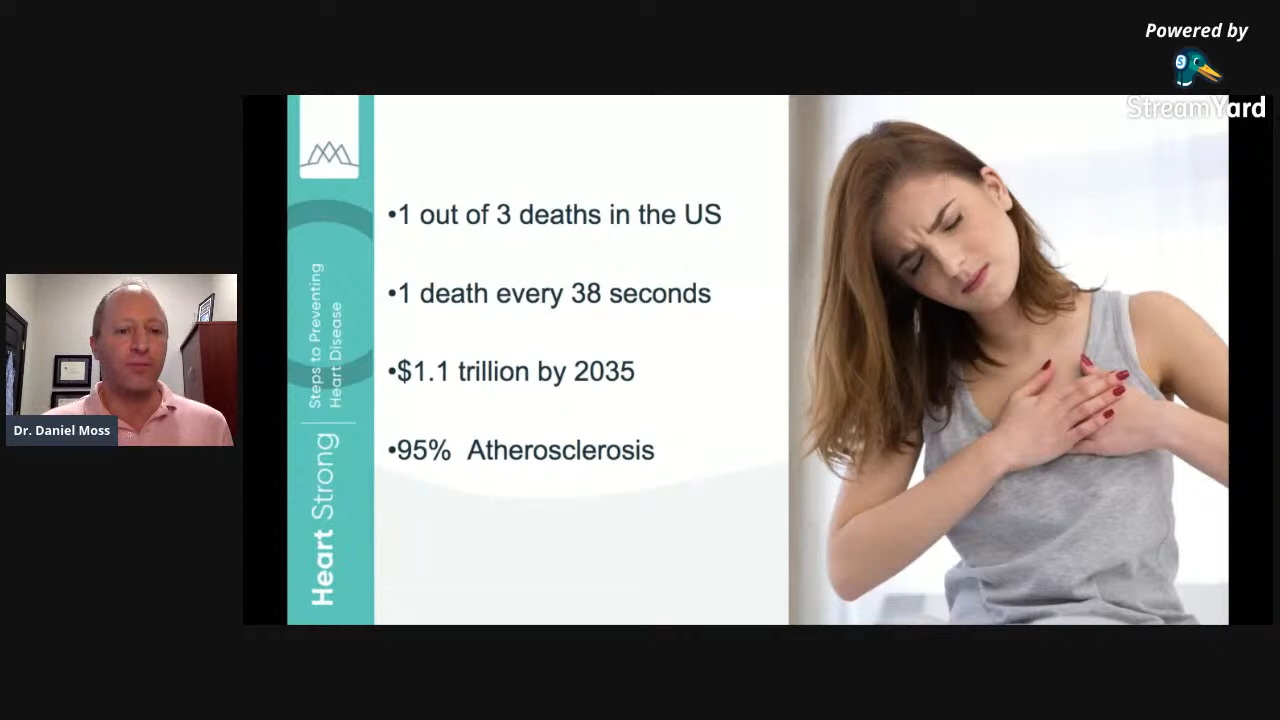 Powered by
S
StreamYard
•1 out of 3 deaths in the US
•1 death every 38 seconds
•$1.1 trillion by 2035
•95% Atherosclerosis
Heart Strong
Steps to Preventing
Heart Disease
Dr. Daniel Moss